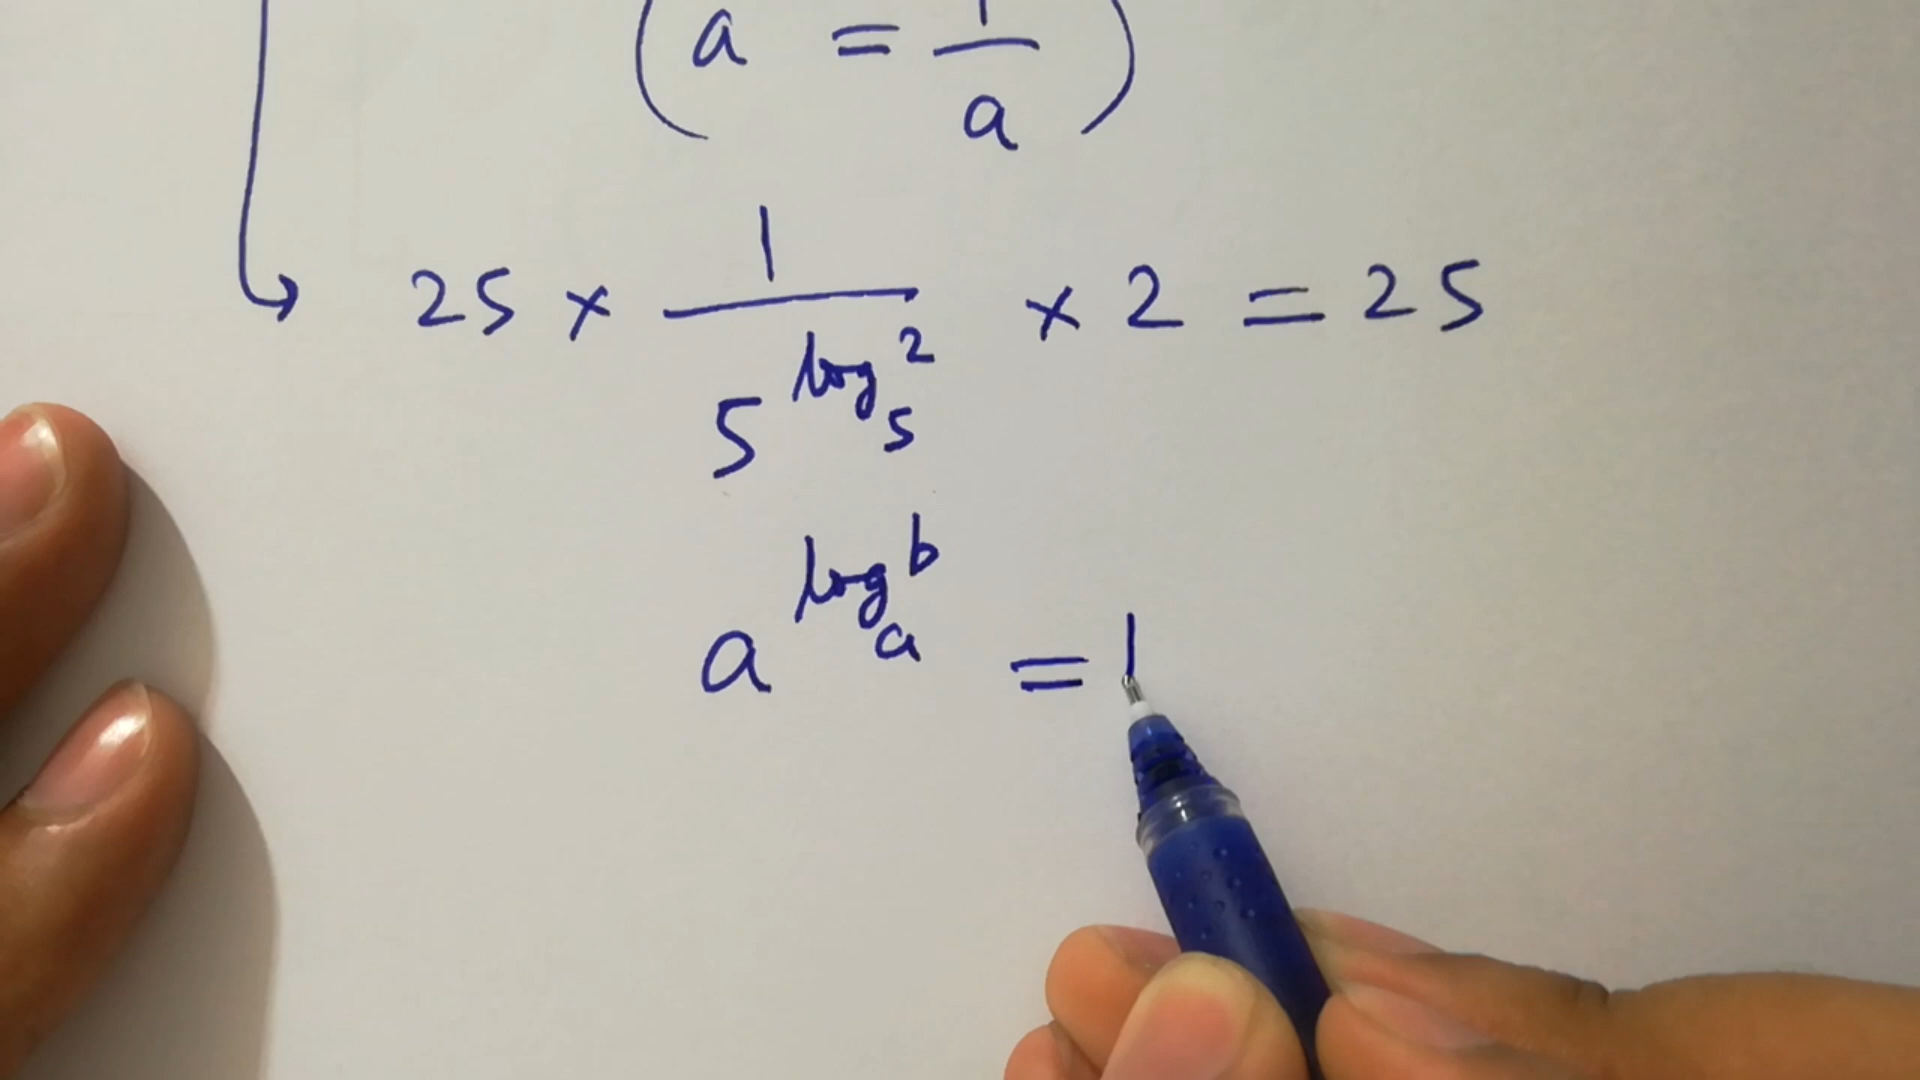 (a = 1/a)
25 × 1/5^log_5 2 × 2 = 25
a^log_a b = 1